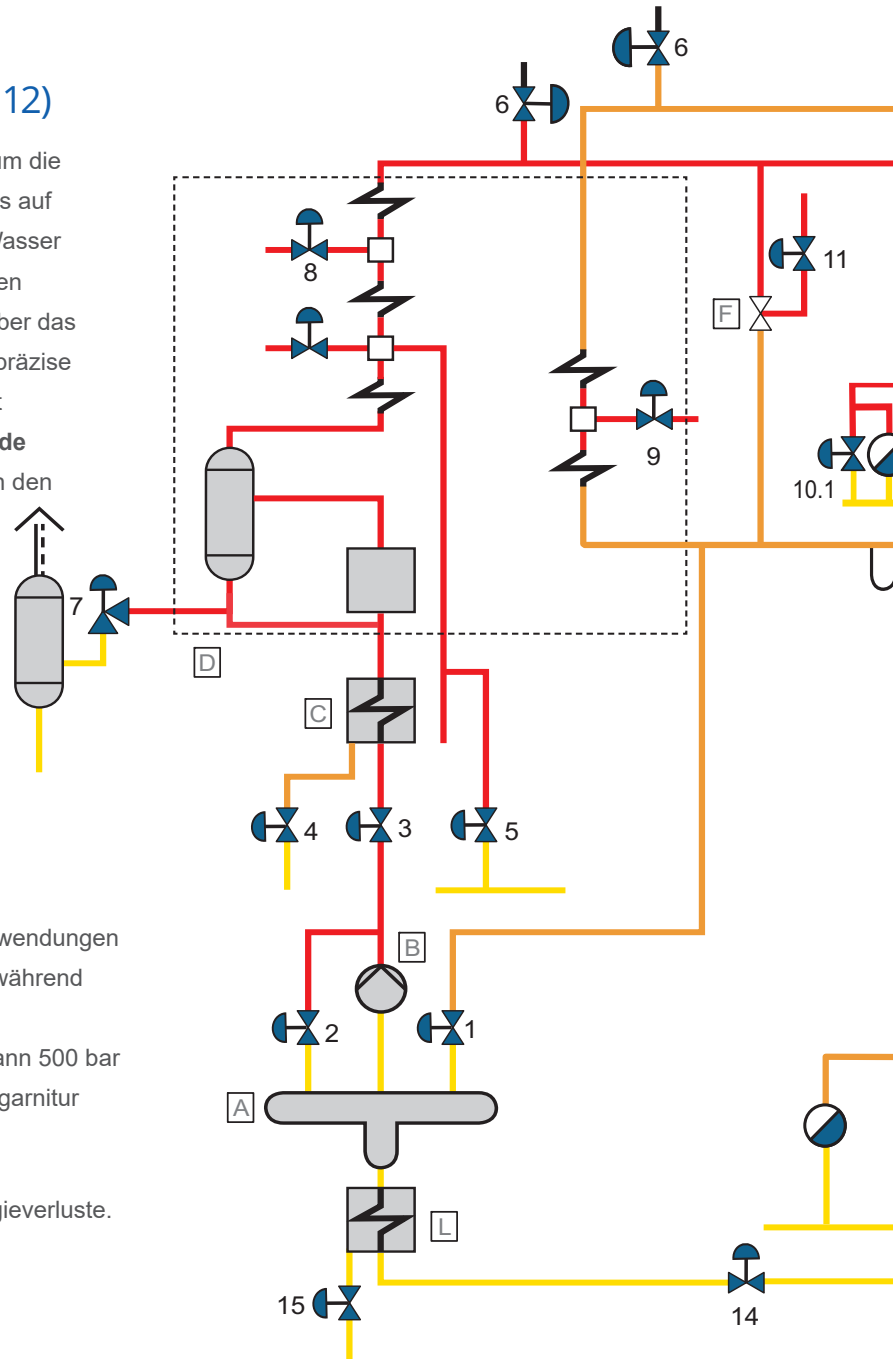 12)
um die
s auf
Wasser
en
ber das
präzise
t
de
n den
wendungen
während
ann 500 bar
garnitur
gieverluste.
6
6
8
11
F
9
10.1
7
D
C
4
3
5
B
2
1
A
L
15
14